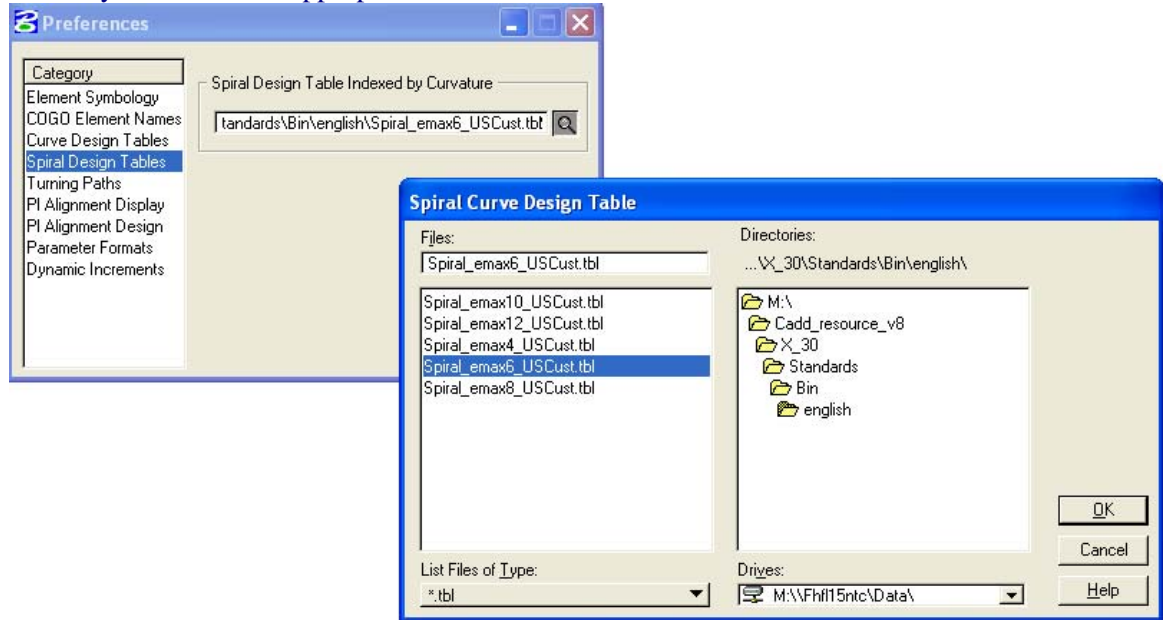 Preferences
Category
Element Symbology
COGO Element Names
Curve Design Tables
Spiral Design Tables
Turning Paths
PI Alignment Display
PI Alignment Design
Parameter Formats
Dynamic Increments
Spiral Design Table Indexed by Curvature
tandards\Bin\english\Spiral_emax6_USCust.tbl
Spiral Curve Design Table
Files:
Spiral_emax6_USCust.tbl
Spiral_emax10_USCust.tbl
Spiral_emax12_USCust.tbl
Spiral_emax4_USCust.tbl
Spiral_emax6_USCust.tbl
Spiral_emax8_USCust.tbl
List Files of Type:
*.tbl
Directories:
...\X_30\Standards\Bin\english\
M:\
Cadd_resource_v8
X_30
Standards
Bin
english
Drives:
M:\\Fhfl15ntc\Data\
OK
Cancel
Help